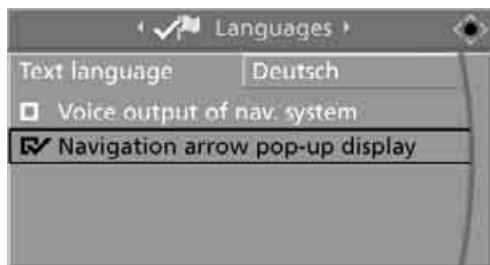 Languages
Text language Deutsch
Voice output of nav. system
Navigation arrow pop-up display